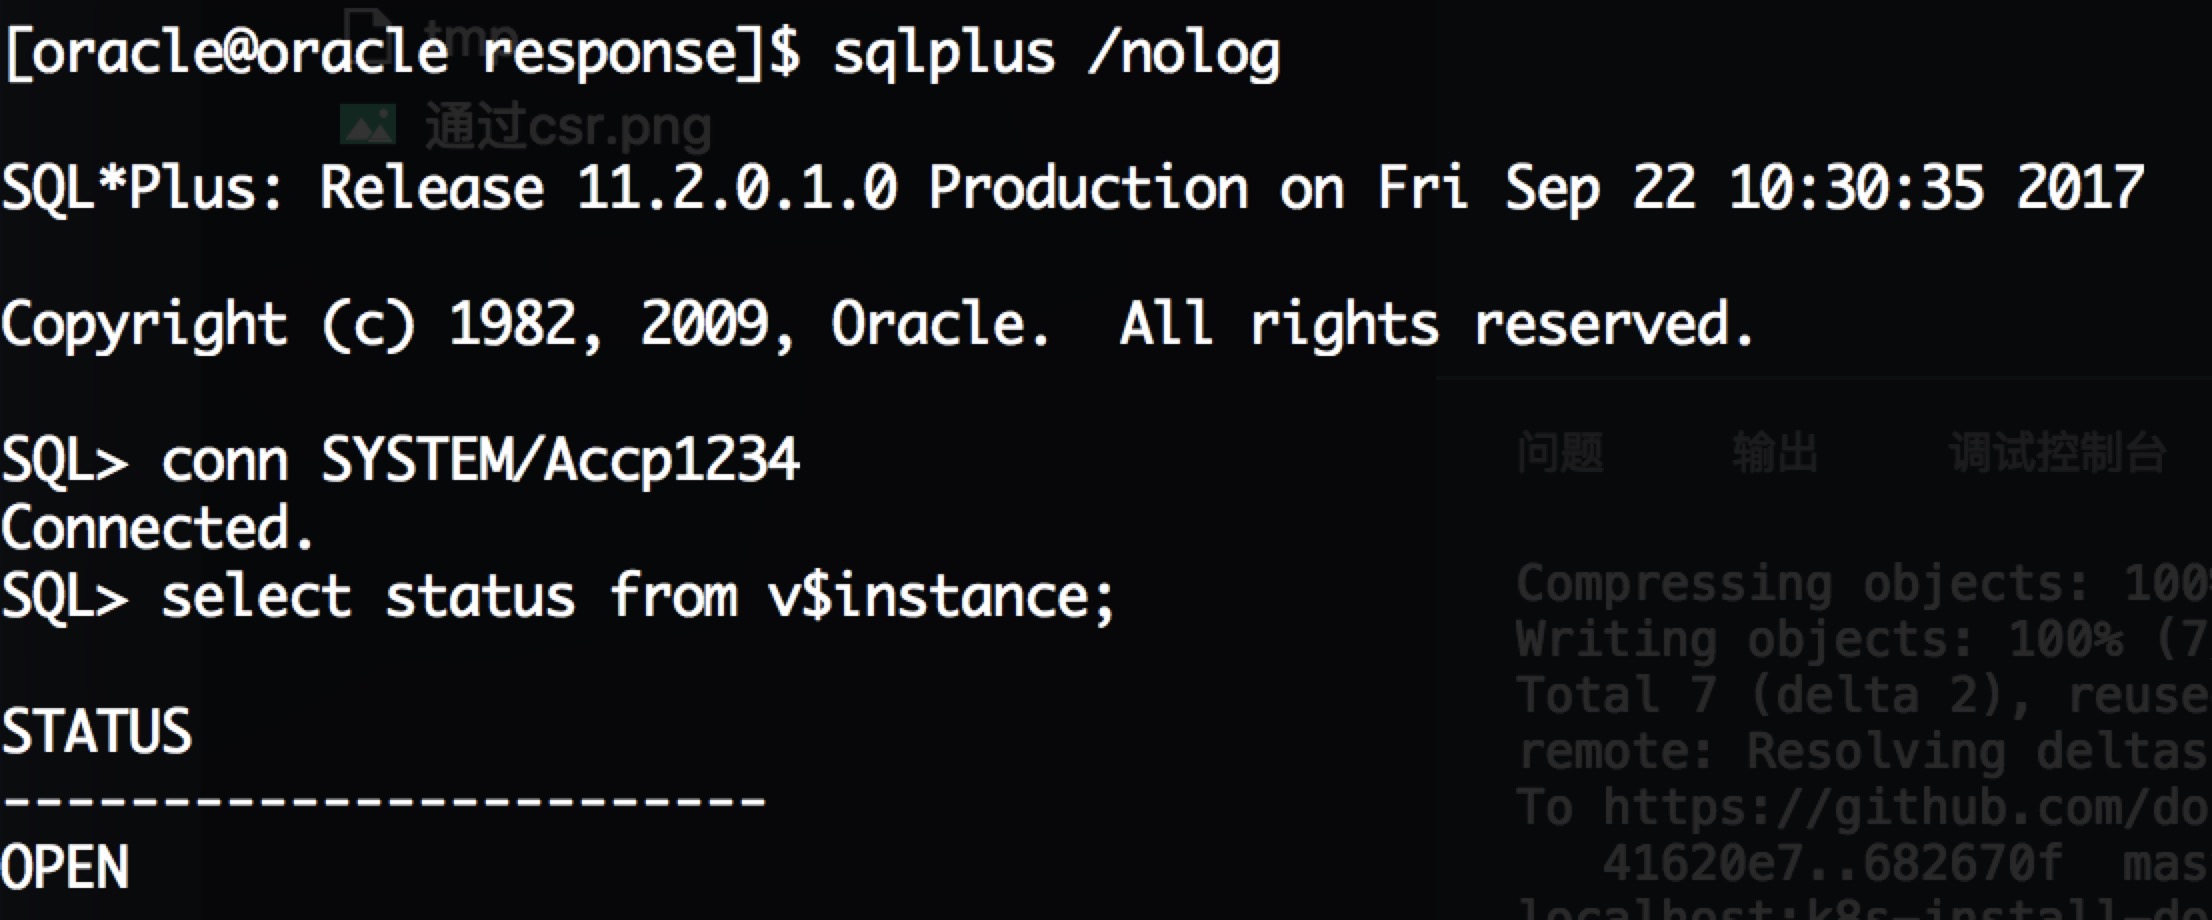 [oracle@oracle response]$ sqlplus /nolog
tmp
通过csr.png
SQL*Plus: Release 11.2.0.1.0 Production on Fri Sep 22 10:30:35 2017
Copyright (c) 1982, 2009, Oracle.  All rights reserved.
SQL> conn SYSTEM/Accp1234
Connected.
SQL> select status from v$instance;
STATUS
------------------------
OPEN
问题 输出 调试控制台
Compressing objects: 100%
Writing objects: 100% (7
Total 7 (delta 2), reuse
remote: Resolving deltas
To https://github.com/do
41620e7..682670f mas